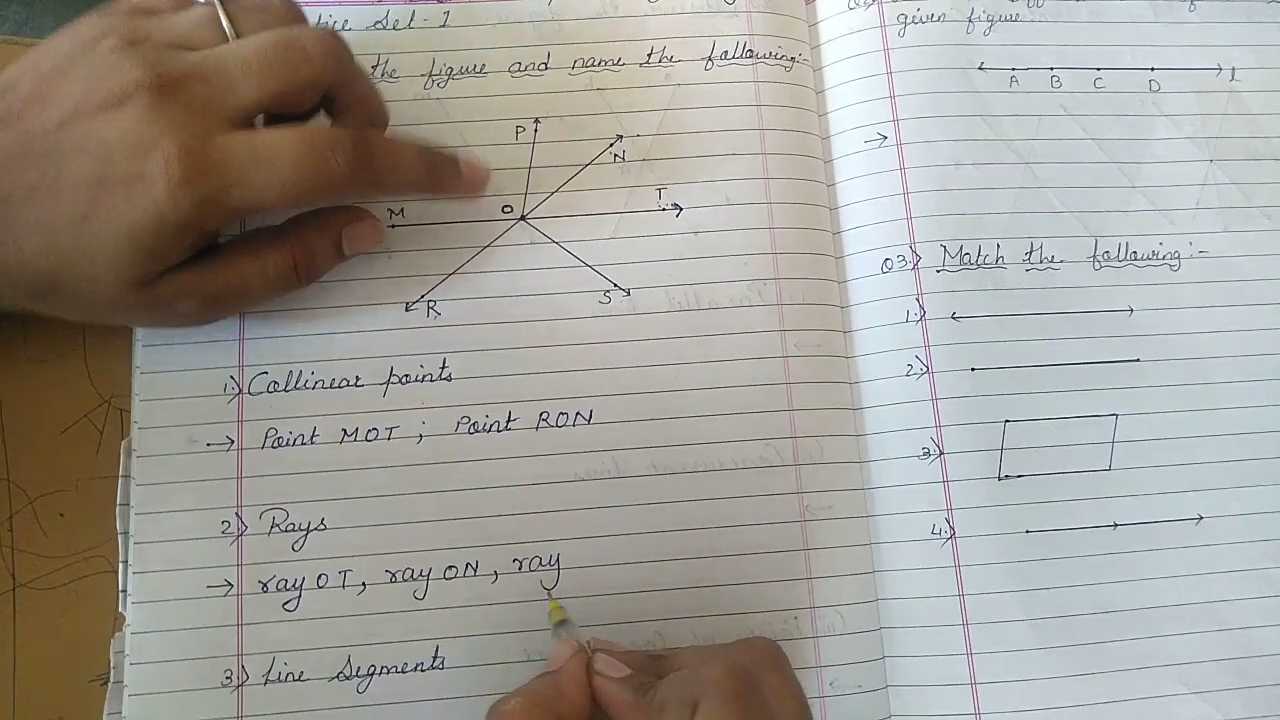 Set - 1
the figure and name the following:-
P
N
M
O
T
R
S
1.) Collinear points
→ Point MOT ; Point RON
2.) Rays
→ ray OT, ray ON, ray
3.) Line Segments
given figure
A B C D l
→
Q3.) Match the following:-
1.)
2.)
3.)
4.)